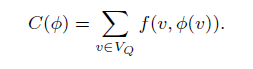 C(ϕ) = ∑_{v∈V_Q} f(v, ϕ(v)).